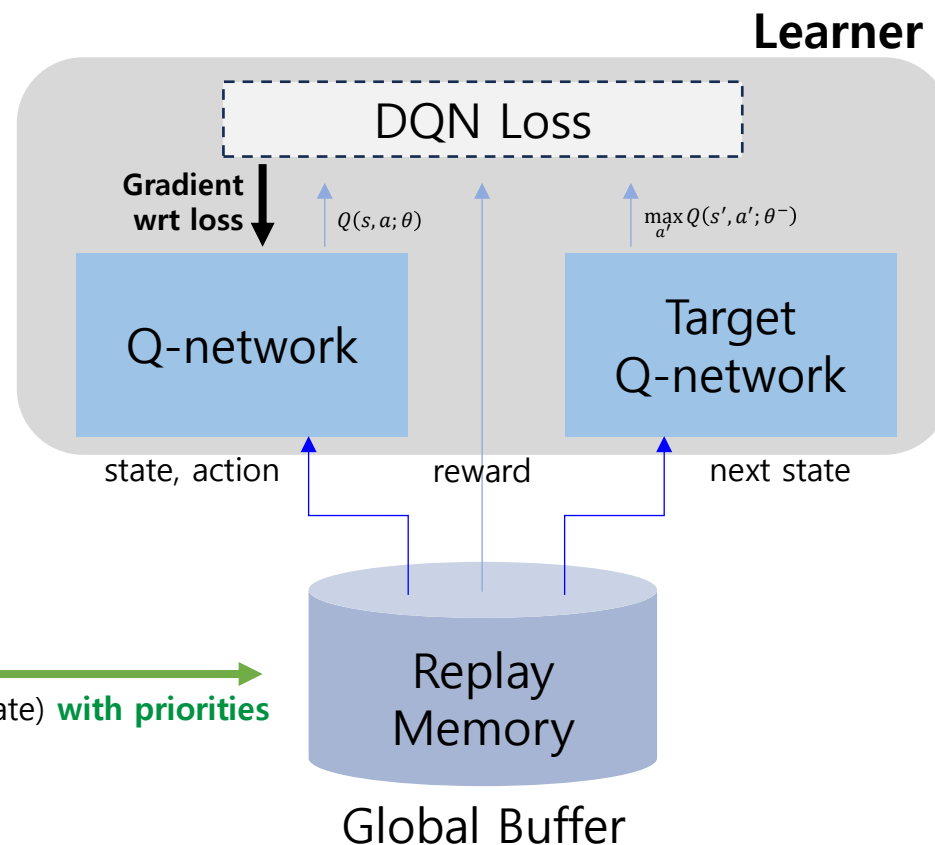 Learner
DQN Loss
Gradient
wrt loss
Q(s, a; θ)
max Q(s′, a′; θ⁻)
a′
Q-network
Target
Q-network
state, action
reward
next state
Replay
Memory
ate) with priorities
Global Buffer